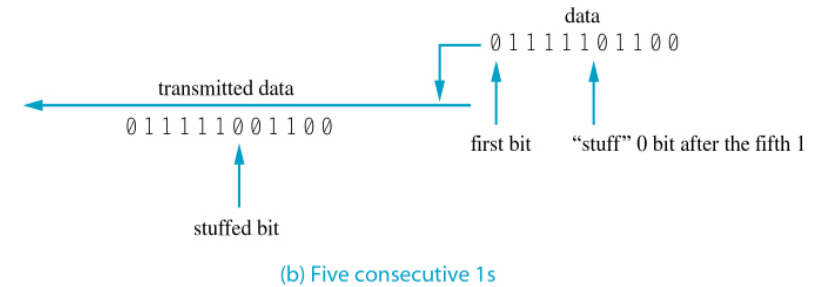 data
0 1 1 1 1 1 0 1 1 0 0
transmitted data
0 1 1 1 1 1 0 0 1 1 0 0
first bit
“stuff” 0 bit after the fifth 1
stuffed bit
(b) Five consecutive 1s